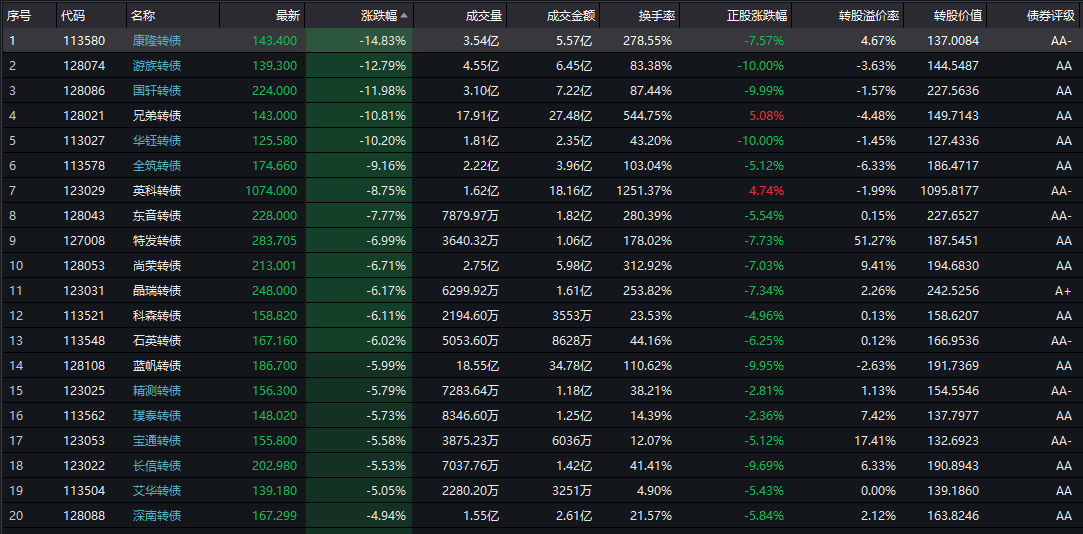 序号 代码 名称 最新 涨跌幅 成交量 成交金额 换手率 正股涨跌幅 转股溢价率 转股价值 债券评级
1 113580 康隆转债 143.400 -14.83% 3.54亿 5.57亿 278.55% -7.57% 4.67% 137.0084 AA-
2 128074 游族转债 139.300 -12.79% 4.55亿 6.45亿 83.38% -10.00% -3.63% 144.5487 AA
3 128086 国轩转债 224.000 -11.98% 3.10亿 7.22亿 87.44% -9.99% -1.57% 227.5636 AA
4 128021 兄弟转债 143.000 -10.81% 17.91亿 27.48亿 544.75% 5.08% -4.48% 149.7143 AA
5 113027 华钰转债 125.580 -10.20% 1.81亿 2.35亿 43.20% -10.00% -1.45% 127.4336 AA
6 113578 全筑转债 174.660 -9.16% 2.22亿 3.96亿 103.04% -5.12% -6.33% 186.4717 AA
7 123029 英科转债 1074.000 -8.75% 1.62亿 18.16亿 1251.37% 4.74% -1.99% 1095.8177 AA-
8 128043 东音转债 228.000 -7.77% 7879.97万 1.82亿 280.39% -5.54% 0.15% 227.6527 AA-
9 127008 特发转债 283.705 -6.99% 3640.32万 1.06亿 178.02% -7.73% 51.27% 187.5451 AA
10 128053 尚荣转债 213.001 -6.71% 2.75亿 5.98亿 312.92% -7.03% 9.41% 194.6830 AA
11 123031 晶瑞转债 248.000 -6.17% 6299.92万 1.61亿 253.82% -7.34% 2.26% 242.5256 A+
12 113521 科森转债 158.820 -6.11% 2194.60万 3553万 23.53% -4.96% 0.13% 158.6207 AA
13 113548 石英转债 167.160 -6.02% 5053.60万 8628万 44.16% -6.25% 0.12% 166.9536 AA-
14 128108 蓝帆转债 186.700 -5.99% 18.55亿 34.78亿 110.62% -9.95% -2.63% 191.7369 AA
15 123025 精测转债 156.300 -5.79% 7283.64万 1.18亿 38.21% -2.81% 1.13% 154.5546 AA-
16 113562 璞泰转债 148.020 -5.73% 8346.60万 1.25亿 14.39% -2.36% 7.42% 137.7977 AA
17 123053 宝通转债 155.800 -5.58% 3875.23万 6036万 12.07% -5.12% 17.41% 132.6923 AA-
18 123022 长信转债 202.980 -5.53% 7037.76万 1.42亿 41.41% -9.69% 6.33% 190.8943 AA
19 113504 艾华转债 139.180 -5.05% 2280.20万 3251万 4.90% -5.43% 0.00% 139.1860 AA
20 128088 深南转债 167.299 -4.94% 1.55亿 2.61亿 21.57% -5.84% 2.12% 163.8246 AA